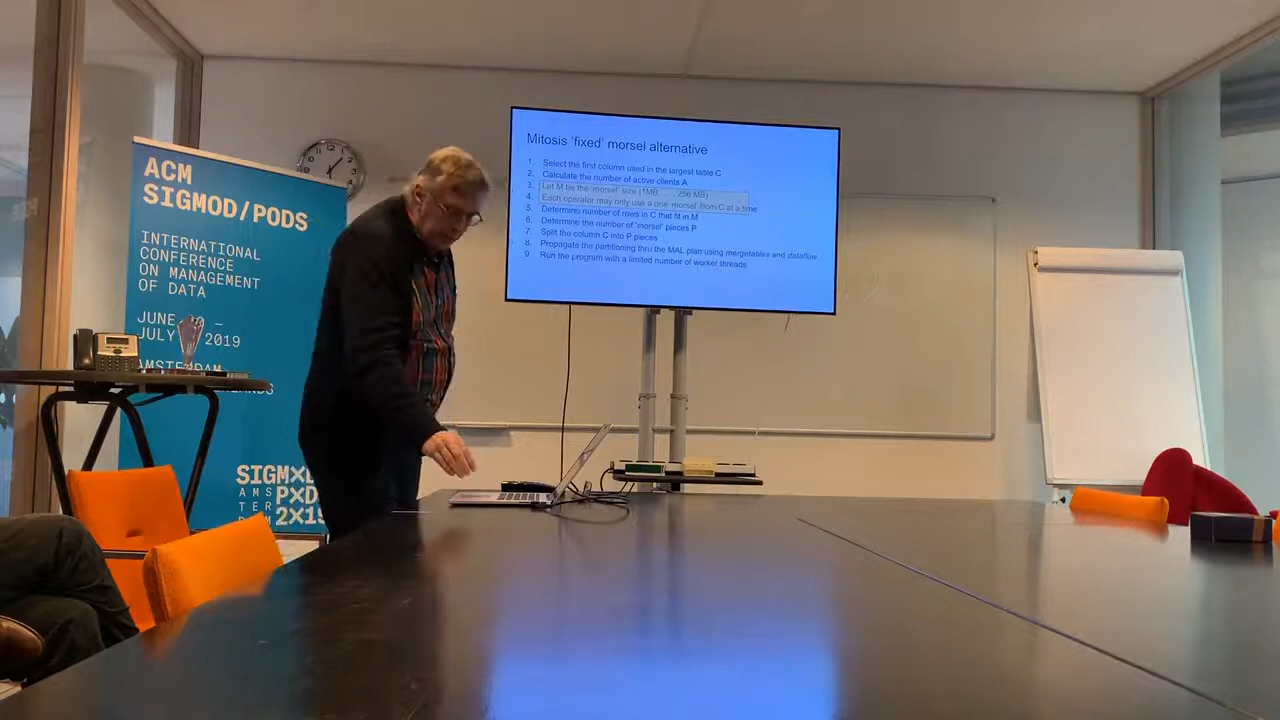 ACM
SIGMOD/PODS
INTERNATIONAL
CONFERENCE
ON MANAGEMENT
OF DATA
JUNE
JULY 2019
AMSTERDAM
AMS
TER
Mitosis 'fixed' morsel alternative
1. Select the first column used in the largest table C
2. Calculate the number of active clients A
3. Let M be the 'morsel' size (1MB, ... , 256 MB)
4. Each operator may only use a one 'morsel' from C at a time
5. Determine number of rows in C that fit in M
6. Determine the number of 'morsel' pieces P
7. Split the column C into P pieces
8. Propagate the partitioning thru the MAL plan using mergetables and dataflow
9. Run the program with a limited number of worker threads